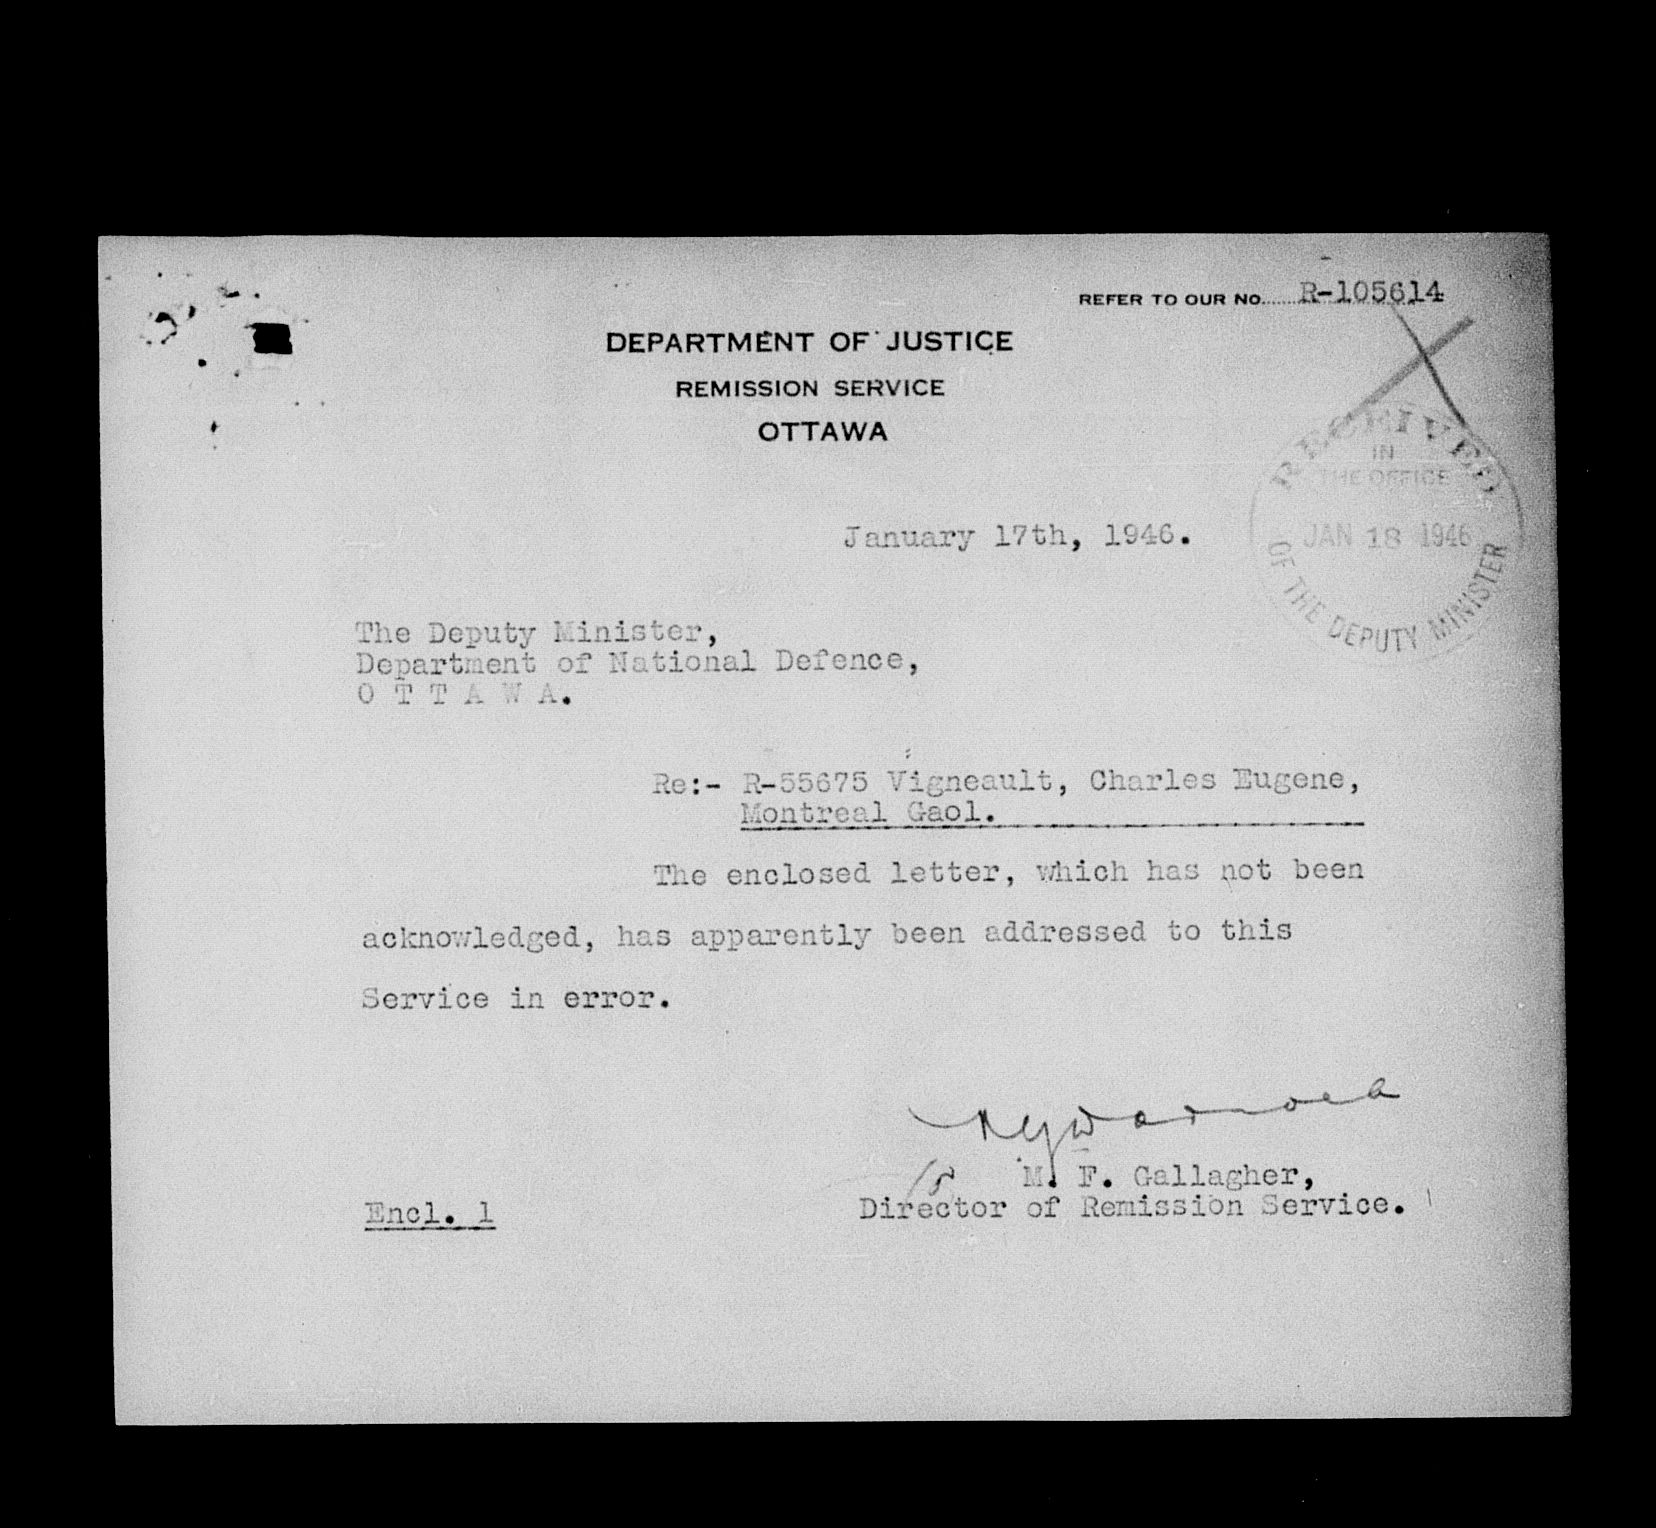 REFER TO OUR NO. R-105614
DEPARTMENT OF JUSTICE
REMISSION SERVICE
OTTAWA
RECEIVED
IN
THE OFFICE
JAN 18 1946
OF THE DEPUTY MINISTER
January 17th, 1946.
The Deputy Minister,
Department of National Defence,
O T T A W A.
Re:- R-55675 Vigneault, Charles Eugene,
Montreal Gaol.
The enclosed letter, which has not been
acknowledged, has apparently been addressed to this
Service in error.
M. F. Gallagher,
Director of Remission Service.
Encl. 1